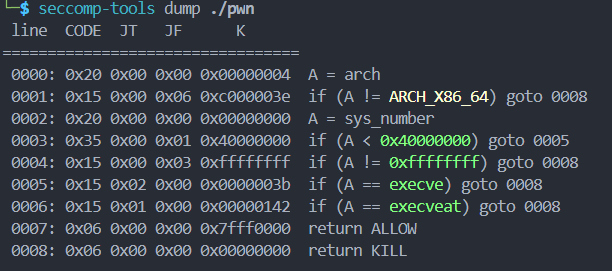 └─$ seccomp-tools dump ./pwn
line  CODE  JT   JF      K
=================================
0000: 0x20 0x00 0x00 0x00000004  A = arch
0001: 0x15 0x00 0x06 0xc000003e  if (A != ARCH_X86_64) goto 0008
0002: 0x20 0x00 0x00 0x00000000  A = sys_number
0003: 0x35 0x00 0x01 0x40000000  if (A < 0x40000000) goto 0005
0004: 0x15 0x00 0x03 0xffffffff  if (A != 0xffffffff) goto 0008
0005: 0x15 0x02 0x00 0x0000003b  if (A == execve) goto 0008
0006: 0x15 0x01 0x00 0x00000142  if (A == execveat) goto 0008
0007: 0x06 0x00 0x00 0x7fff0000  return ALLOW
0008: 0x06 0x00 0x00 0x00000000  return KILL